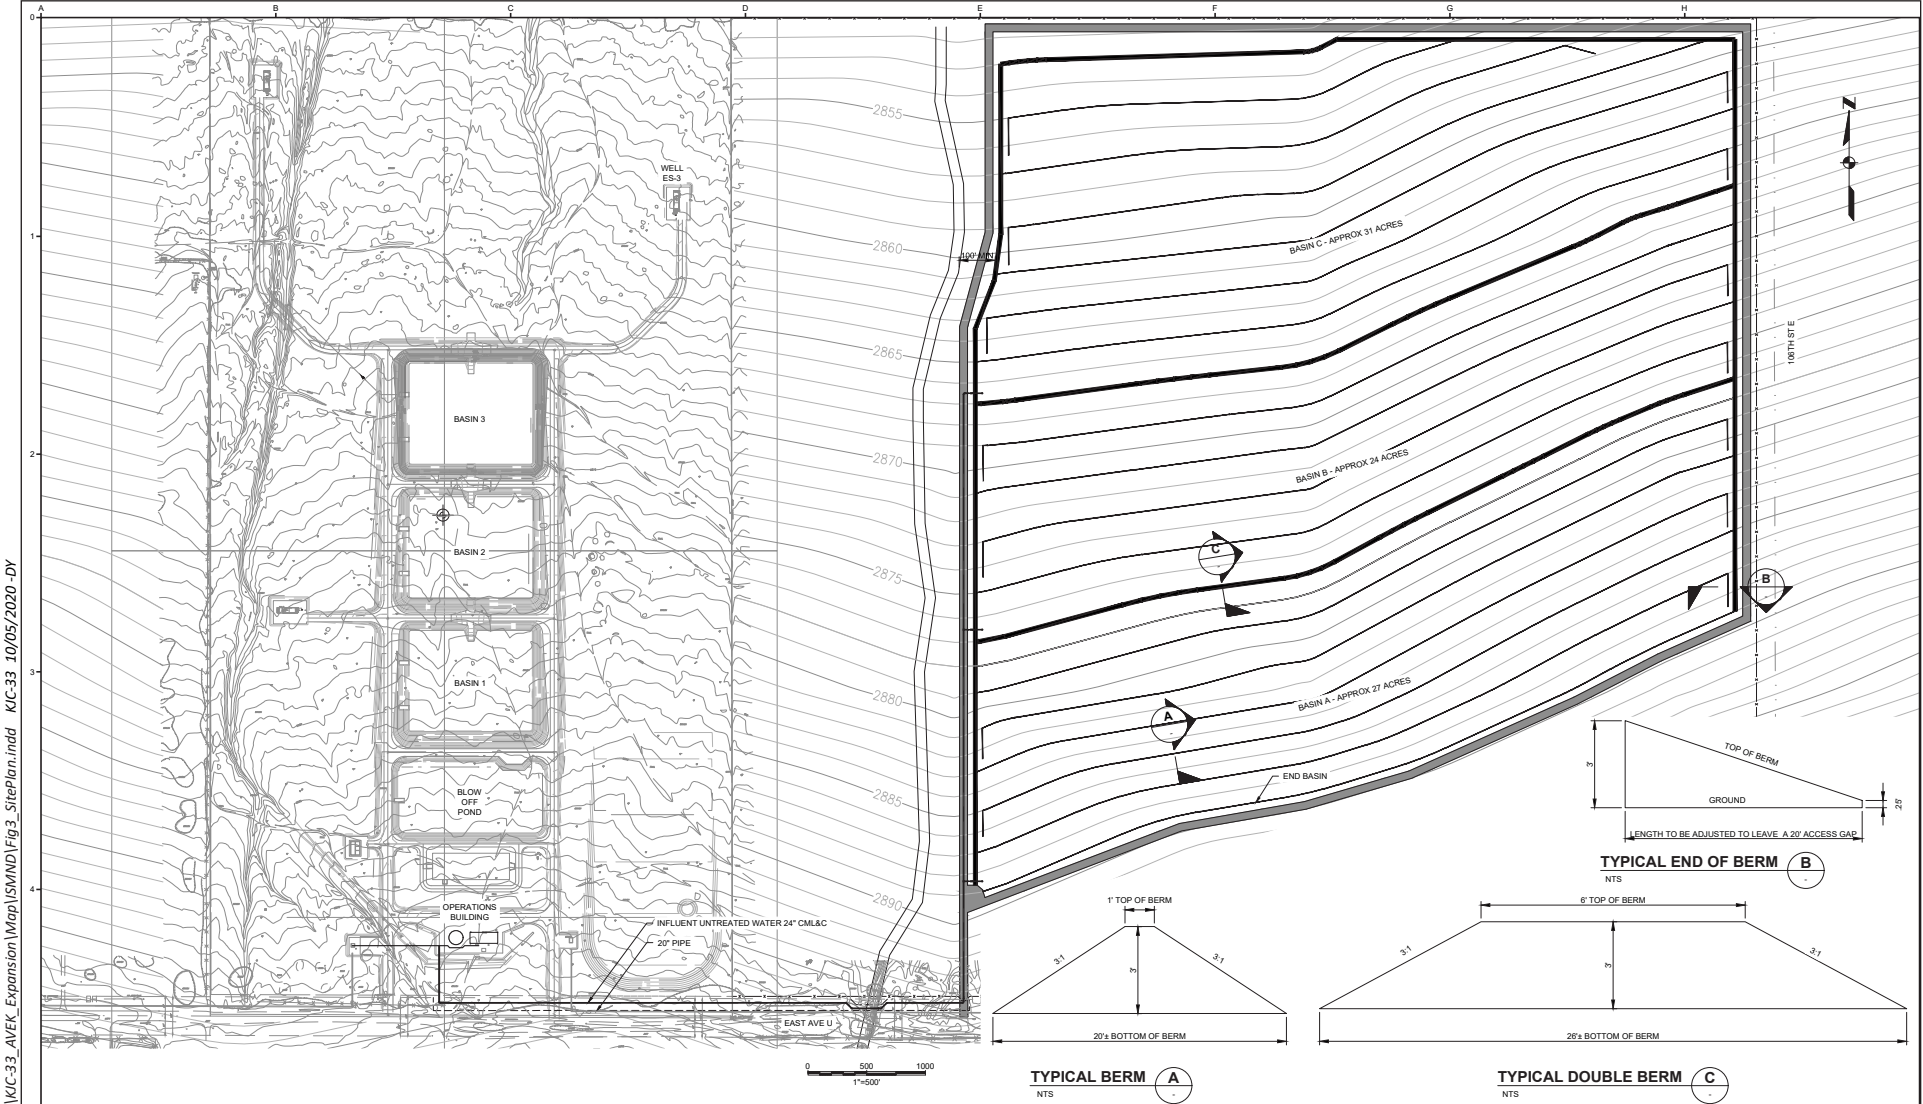 A B C D E F G H
0
1
2
3
4
WELL
ES-3
2855
2860
2865
2870
2875
2880
2885
2890
100' MIN
BASIN C - APPROX 31 ACRES
BASIN B - APPROX 24 ACRES
BASIN A - APPROX 27 ACRES
106TH ST E
N
BASIN 3
BASIN 2
BASIN 1
BLOW
OFF
POND
OPERATIONS
BUILDING
INFLUENT UNTREATED WATER 24" CML&C
20" PIPE
EAST AVE U
END BASIN
C
-
A
-
B
-
0 500 1000
1"=500'
3'
TOP OF BERM
GROUND
.25'
LENGTH TO BE ADJUSTED TO LEAVE A 20' ACCESS GAP
TYPICAL END OF BERM B
NTS -
1' TOP OF BERM
3:1
3'
3:1
20'± BOTTOM OF BERM
TYPICAL BERM A
NTS -
6' TOP OF BERM
3:1
3'
3:1
26'± BOTTOM OF BERM
TYPICAL DOUBLE BERM C
NTS -
\KJC-33_AVEK_Expansion\Map\ISMND\Fig3_SitePlan.indd KJC-33 10/05/2020 -DY